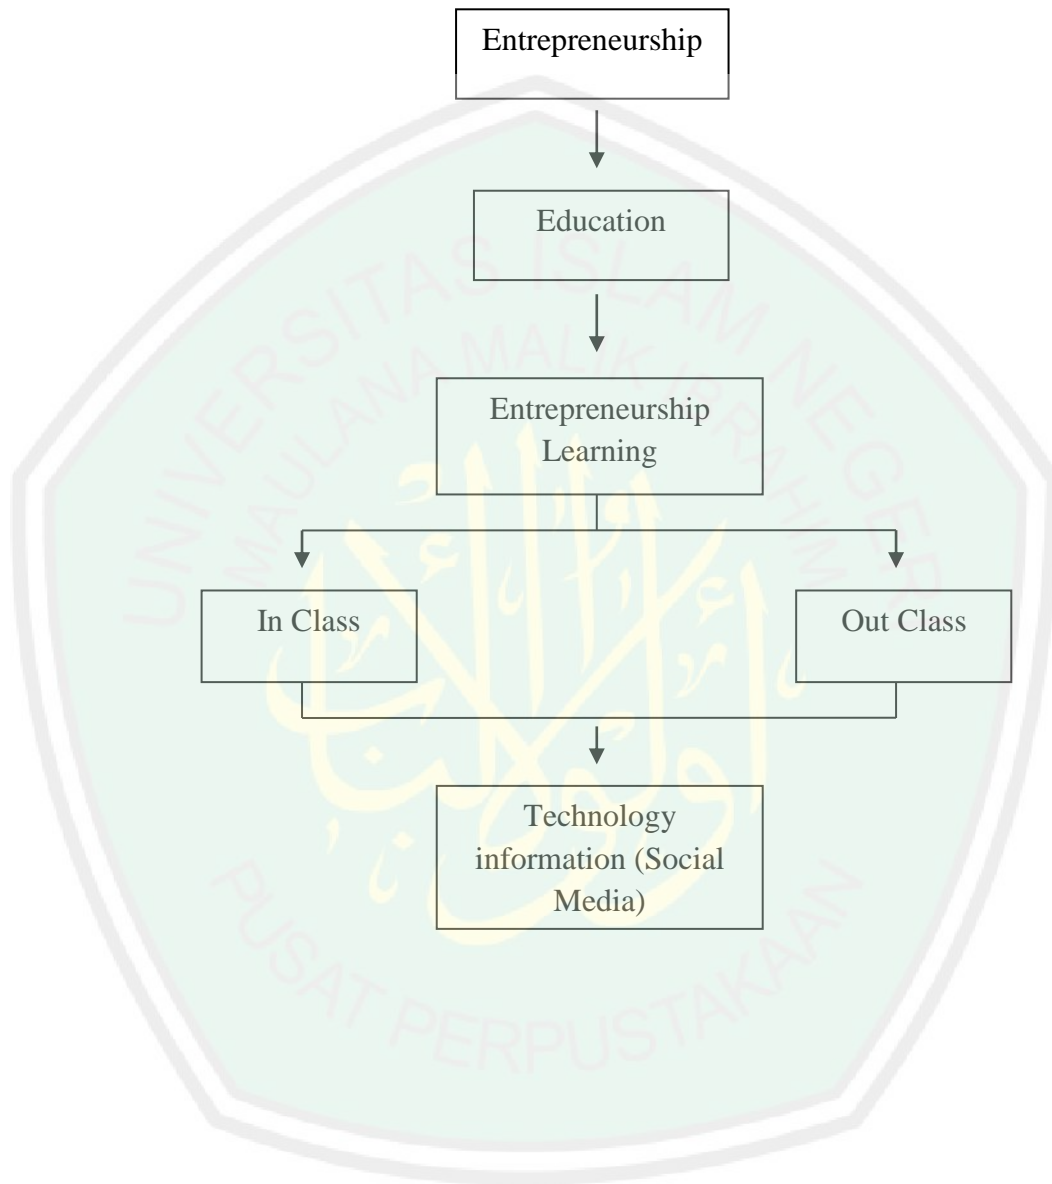 Entrepreneurship
Education
Entrepreneurship
Learning
In Class
Out Class
Technology
information (Social
Media)
UNIVERSITAS ISLAM NEGERI
MAULANA MALIK IBRAHIM
PUSAT PERPUSTAKAAN